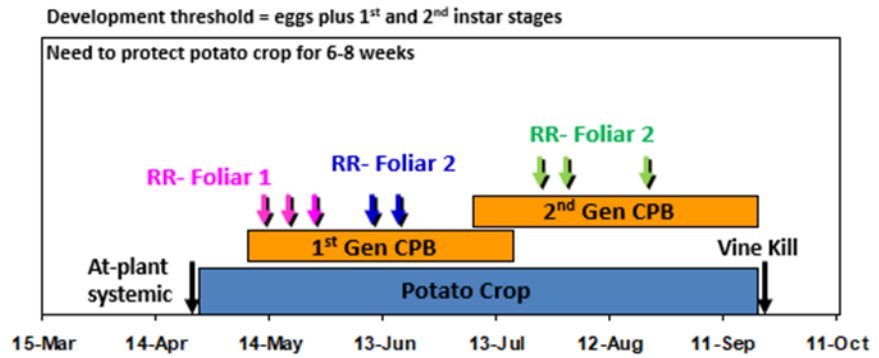 Development threshold = eggs plus 1st and 2nd instar stages
Need to protect potato crop for 6-8 weeks
RR- Foliar 2
RR- Foliar 2
RR- Foliar 1
2nd Gen CPB
1st Gen CPB
Vine Kill
At-plant
systemic
Potato Crop
15-Mar 14-Apr 14-May 13-Jun 13-Jul 12-Aug 11-Sep 11-Oct